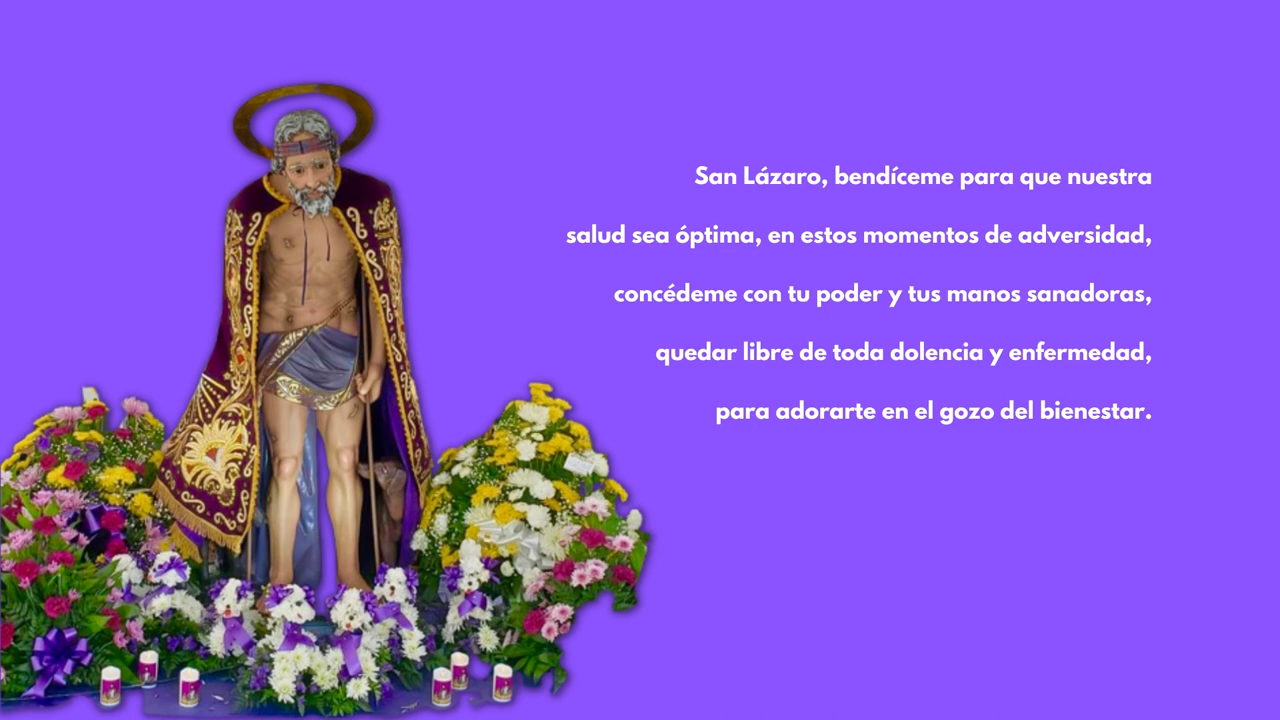 San Lázaro, bendíceme para que nuestra
salud sea óptima, en estos momentos de adversidad,
concédeme con tu poder y tus manos sanadoras,
quedar libre de toda dolencia y enfermedad,
para adorarte en el gozo del bienestar.